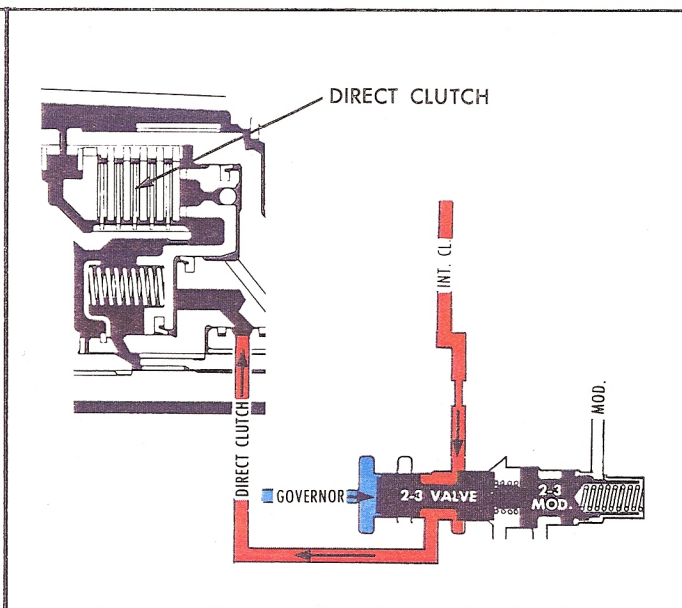 DIRECT CLUTCH
INT. CL.
MOD.
DIRECT CLUTCH
GOVERNOR
2-3 VALVE
2-3
MOD.